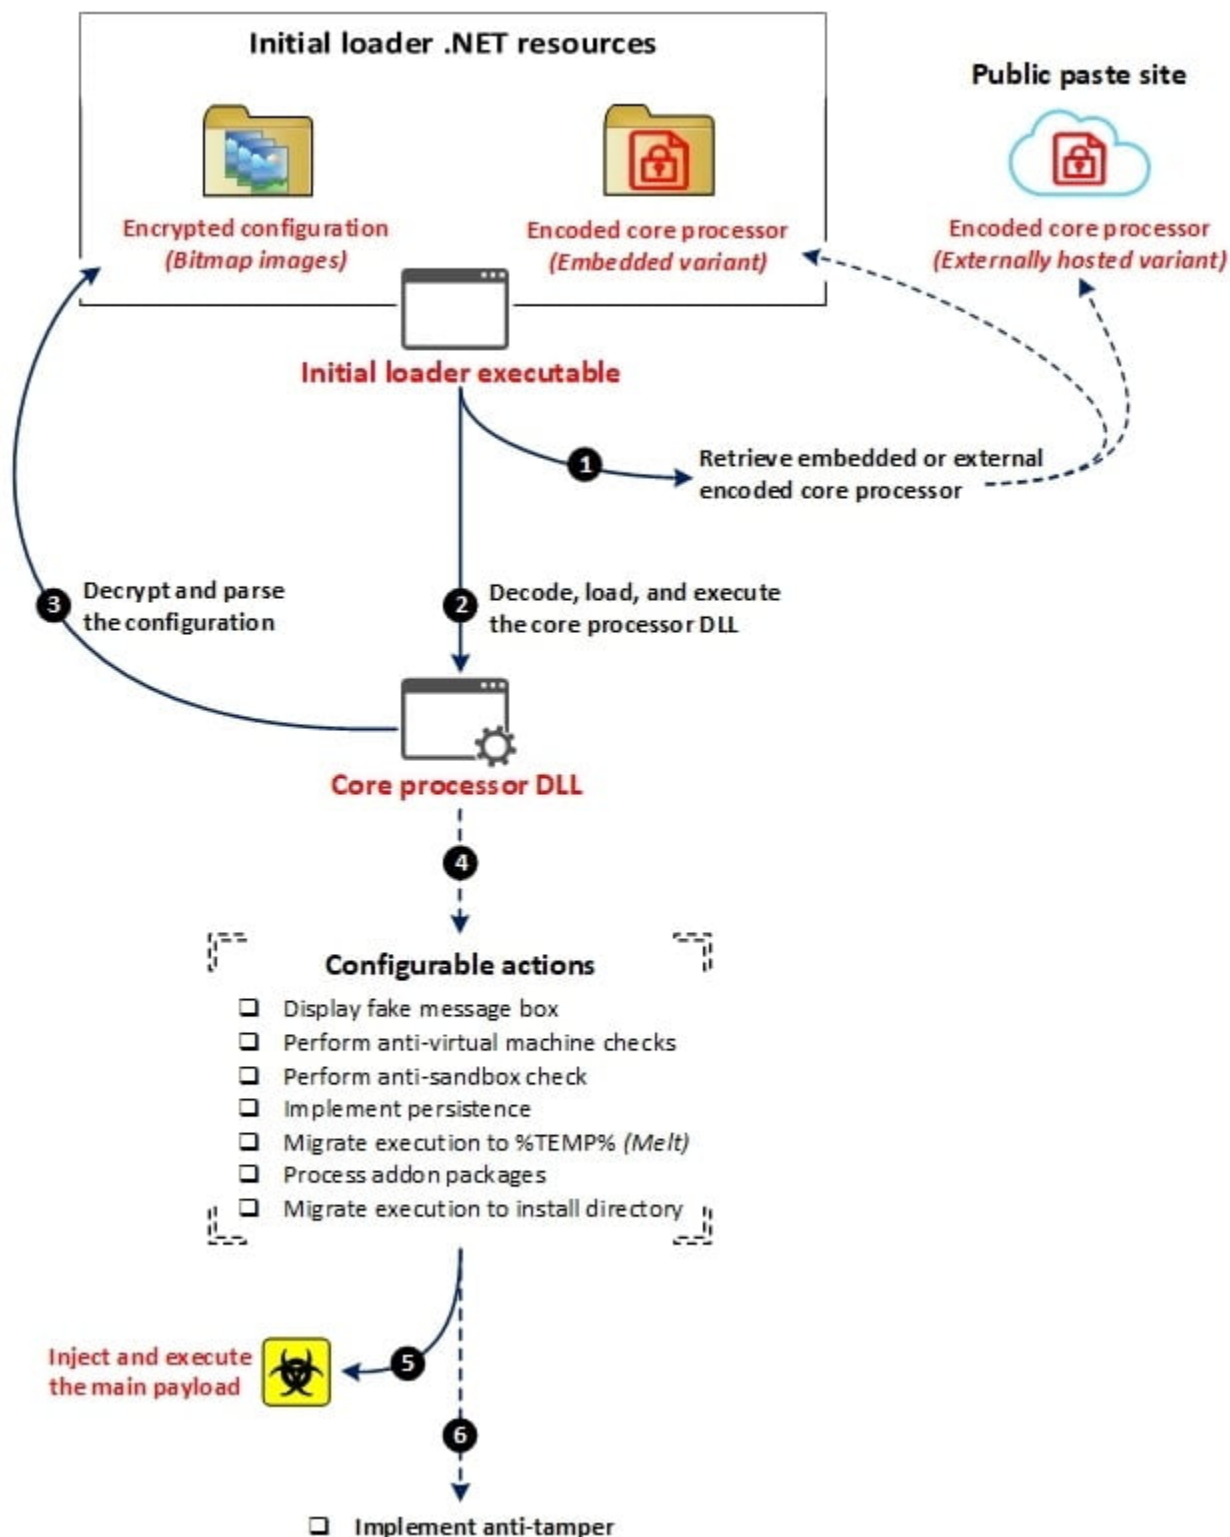 Initial loader .NET resources
Public paste site
Encrypted configuration
(Bitmap images)
Encoded core processor
(Embedded variant)
Encoded core processor
(Externally hosted variant)
Initial loader executable
1
Retrieve embedded or external
encoded core processor
3
Decrypt and parse
the configuration
2
Decode, load, and execute
the core processor DLL
Core processor DLL
4
Configurable actions
Display fake message box
Perform anti-virtual machine checks
Perform anti-sandbox check
Implement persistence
Migrate execution to %TEMP% (Melt)
Process addon packages
Migrate execution to install directory
5
Inject and execute
the main payload
6
Implement anti-tamper